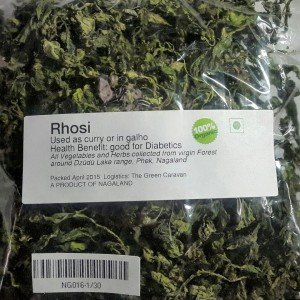 Rhosi
Used as curry or in galho
Health Benefit: good for Diabetics
All Vegetables and Herbs collected from virgin Forest
around Dzüdü Lake range, Phek, Nagaland
Packed April 2015 Logistics: The Green Caravan
A PRODUCT OF NAGALAND
100%
NG016-1/30